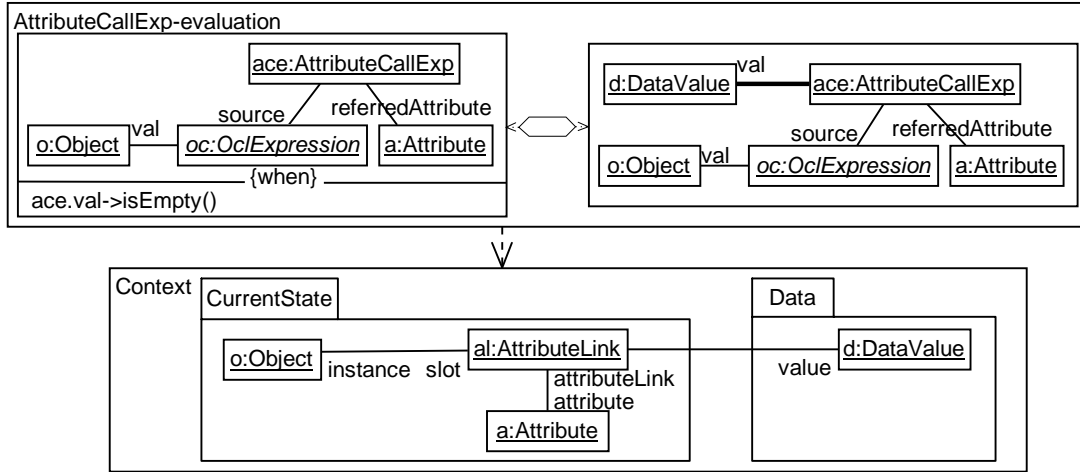 AttributeCallExp-evaluation
ace:AttributeCallExp
source
referredAttribute
o:Object
val
oc:OclExpression
a:Attribute
{when}
ace.val->isEmpty()
d:DataValue
val
ace:AttributeCallExp
source
referredAttribute
o:Object
val
oc:OclExpression
a:Attribute
Context
CurrentState
Data
o:Object
al:AttributeLink
d:DataValue
instance
slot
value
attributeLink
attribute
a:Attribute